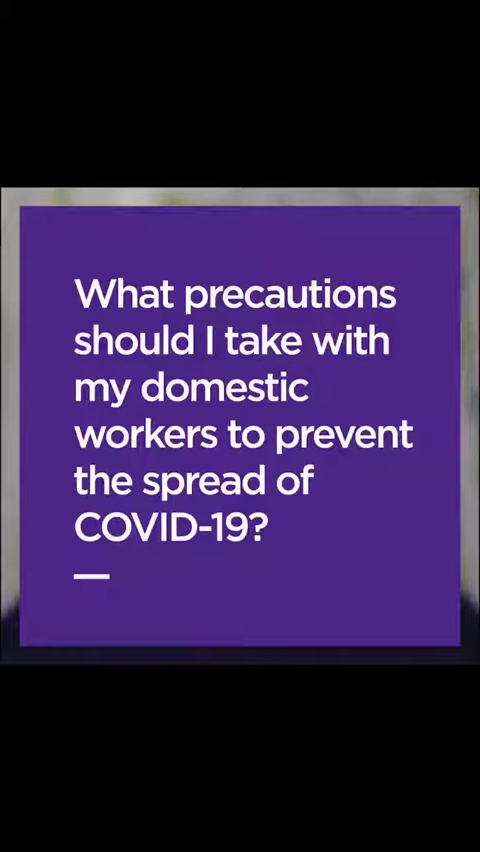 What precautions
should I take with
my domestic
workers to prevent
the spread of
COVID-19?